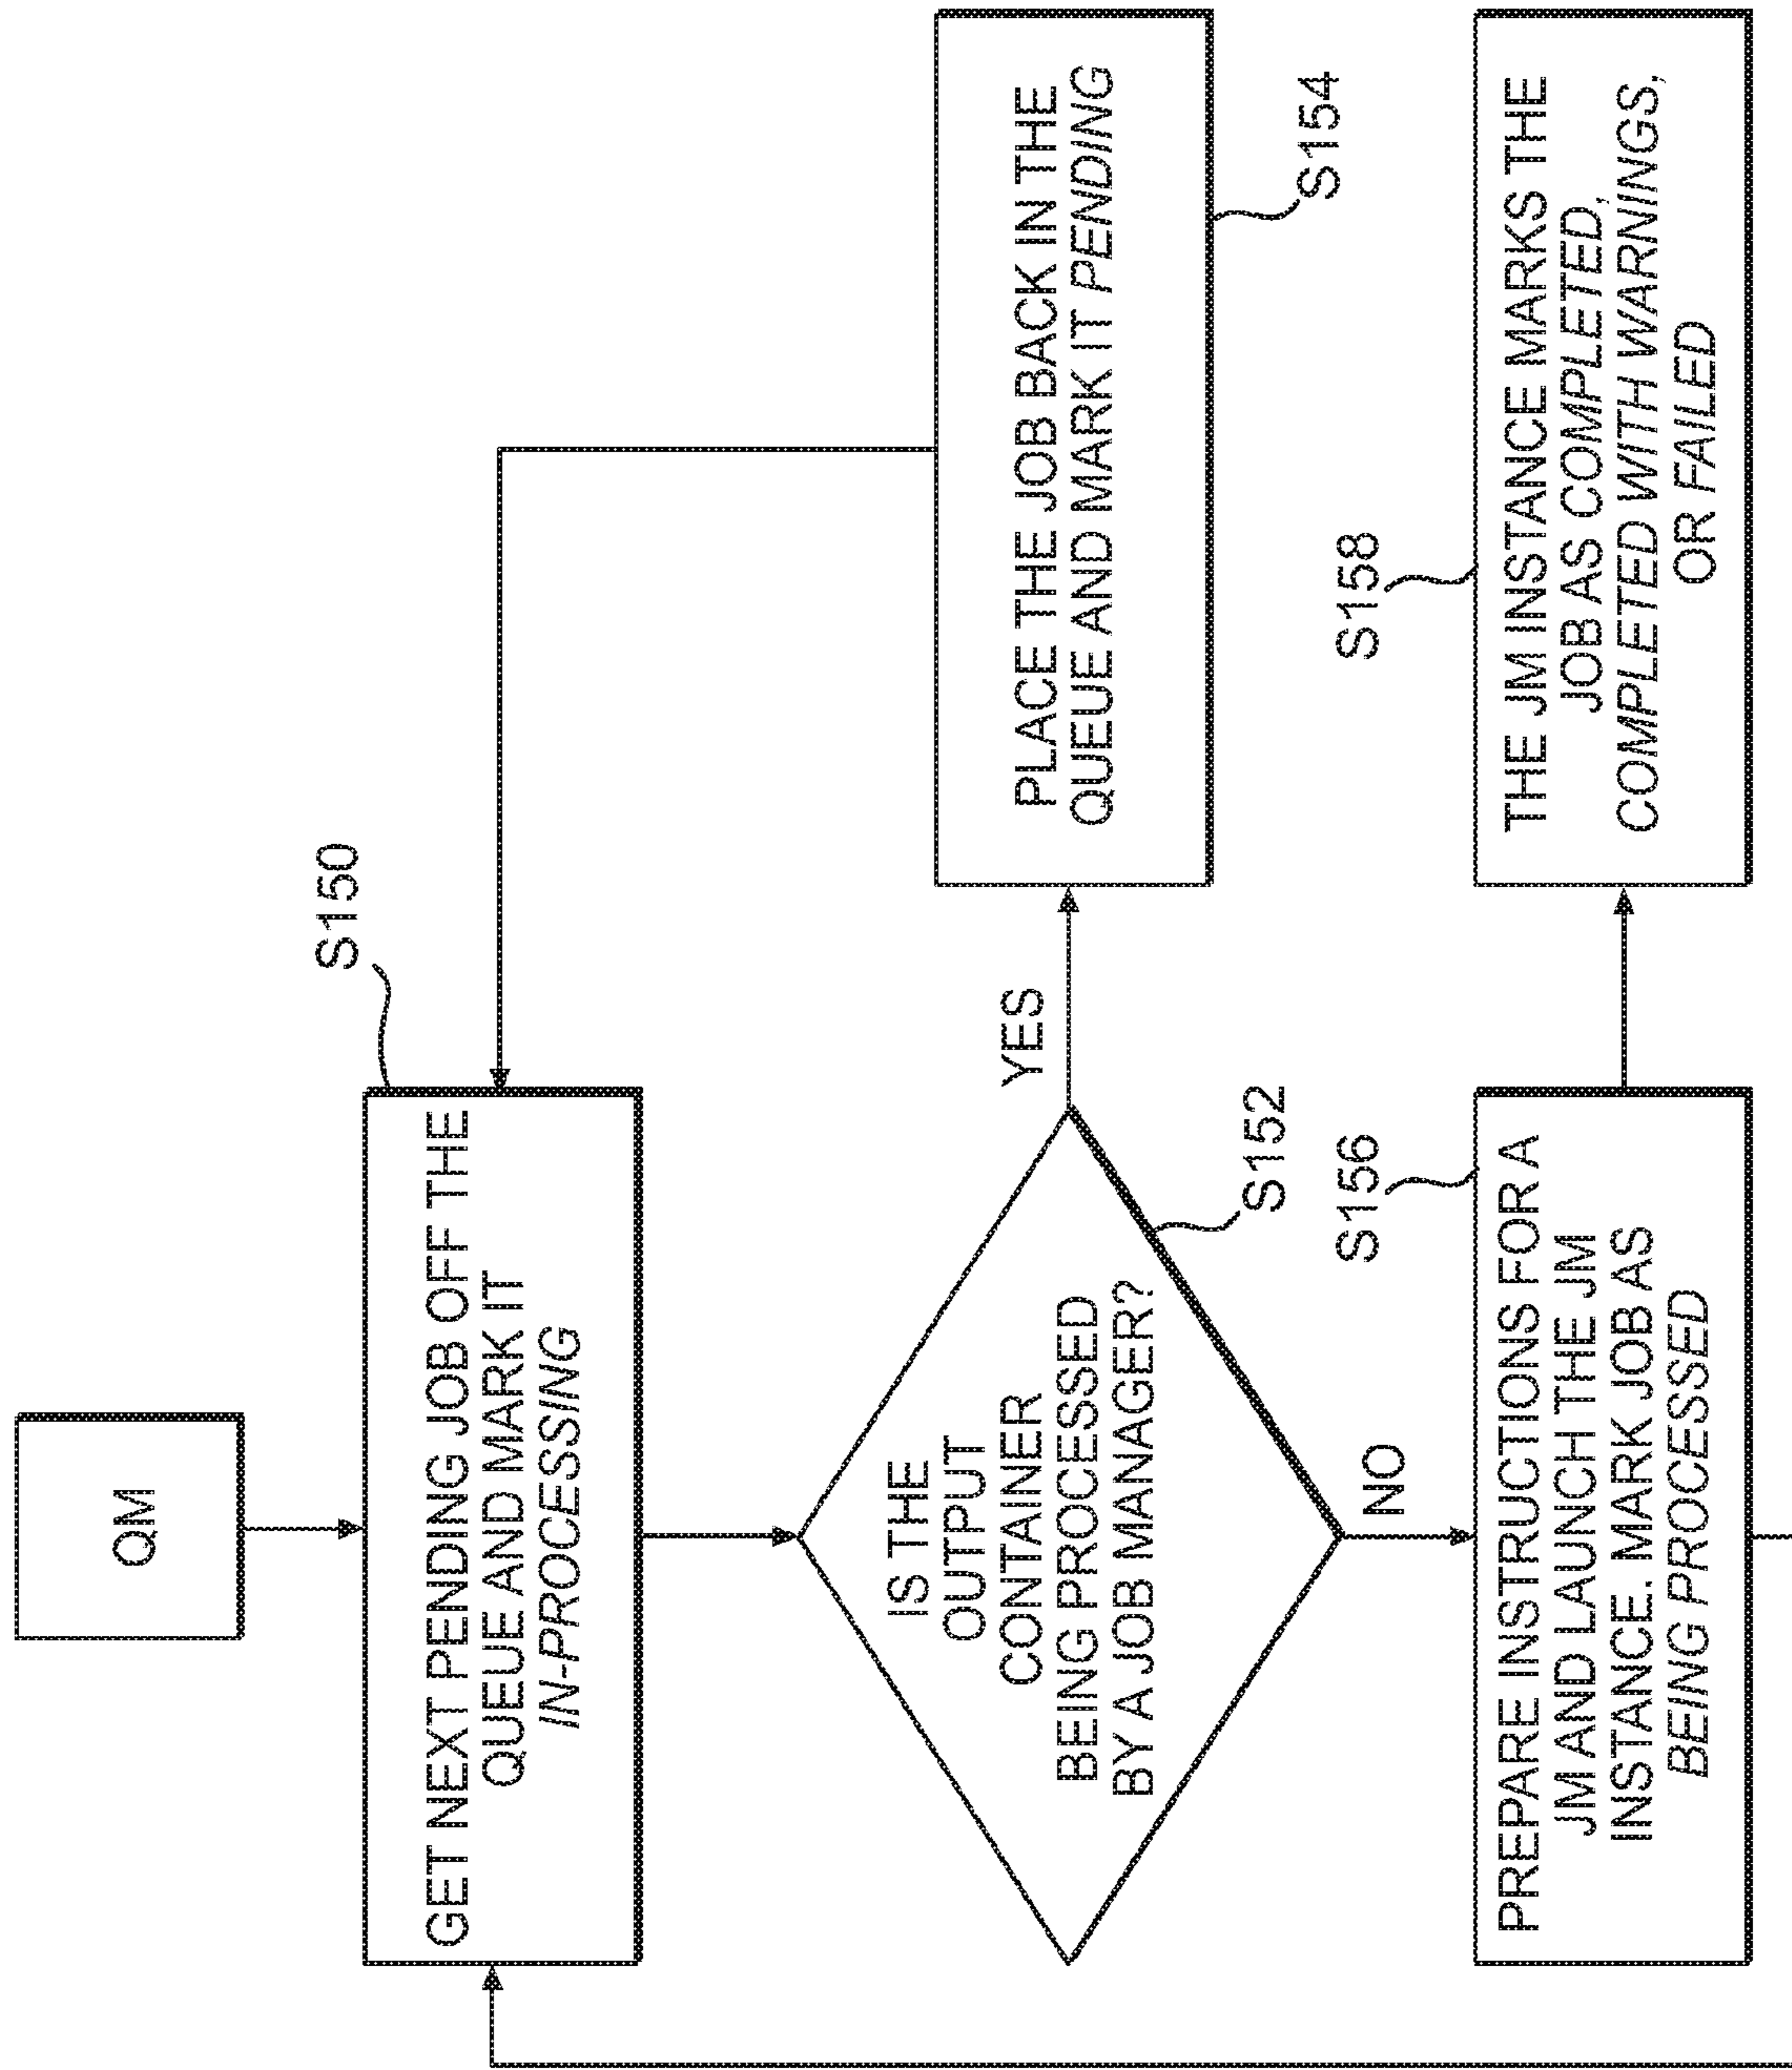 QM
S150
GET NEXT PENDING JOB OFF THE
QUEUE AND MARK IT
IN-PROCESSING
IS THE
OUTPUT
CONTAINER
BEING PROCESSED
BY A JOB MANAGER?
YES
S152
PLACE THE JOB BACK IN THE
QUEUE AND MARK IT PENDING
S154
NO
S156
PREPARE INSTRUCTIONS FOR A
JM AND LAUNCH THE JM
INSTANCE. MARK JOB AS
BEING PROCESSED
S158
THE JM INSTANCE MARKS THE
JOB AS COMPLETED,
COMPLETED WITH WARNINGS,
OR FAILED